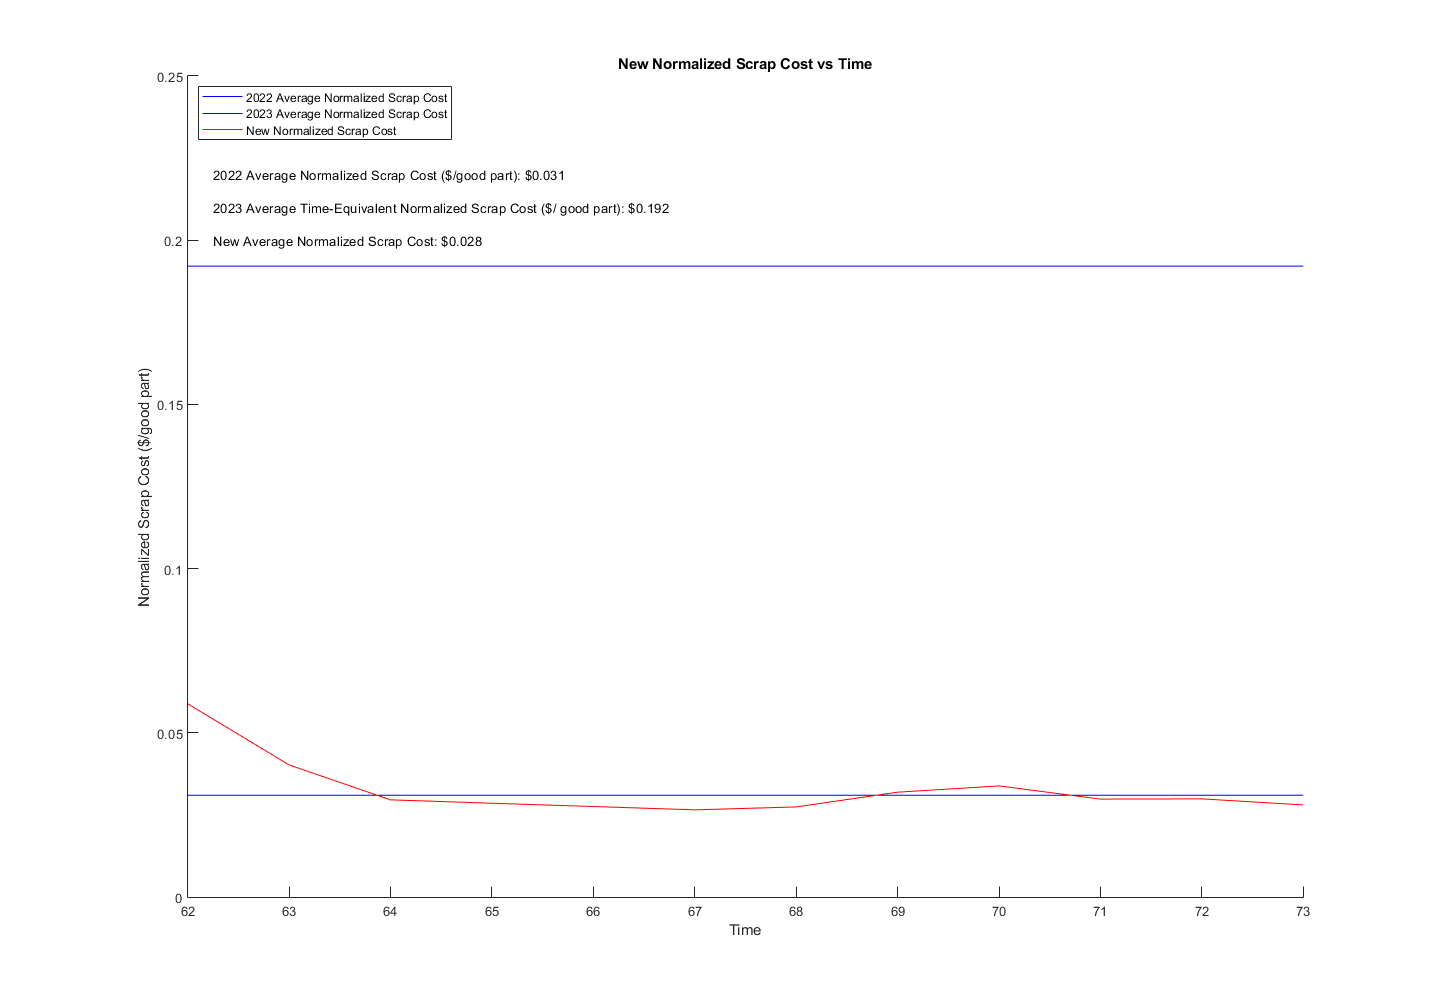 New Normalized Scrap Cost vs Time
0.25
2022 Average Normalized Scrap Cost
2023 Average Normalized Scrap Cost
New Normalized Scrap Cost
2022 Average Normalized Scrap Cost ($/good part): $0.031
2023 Average Time-Equivalent Normalized Scrap Cost ($/ good part): $0.192
New Average Normalized Scrap Cost: $0.028
0.2
0.15
Normalized Scrap Cost ($/good part)
0.1
0.05
0
62 63 64 65 66 67 68 69 70 71 72 73
Time